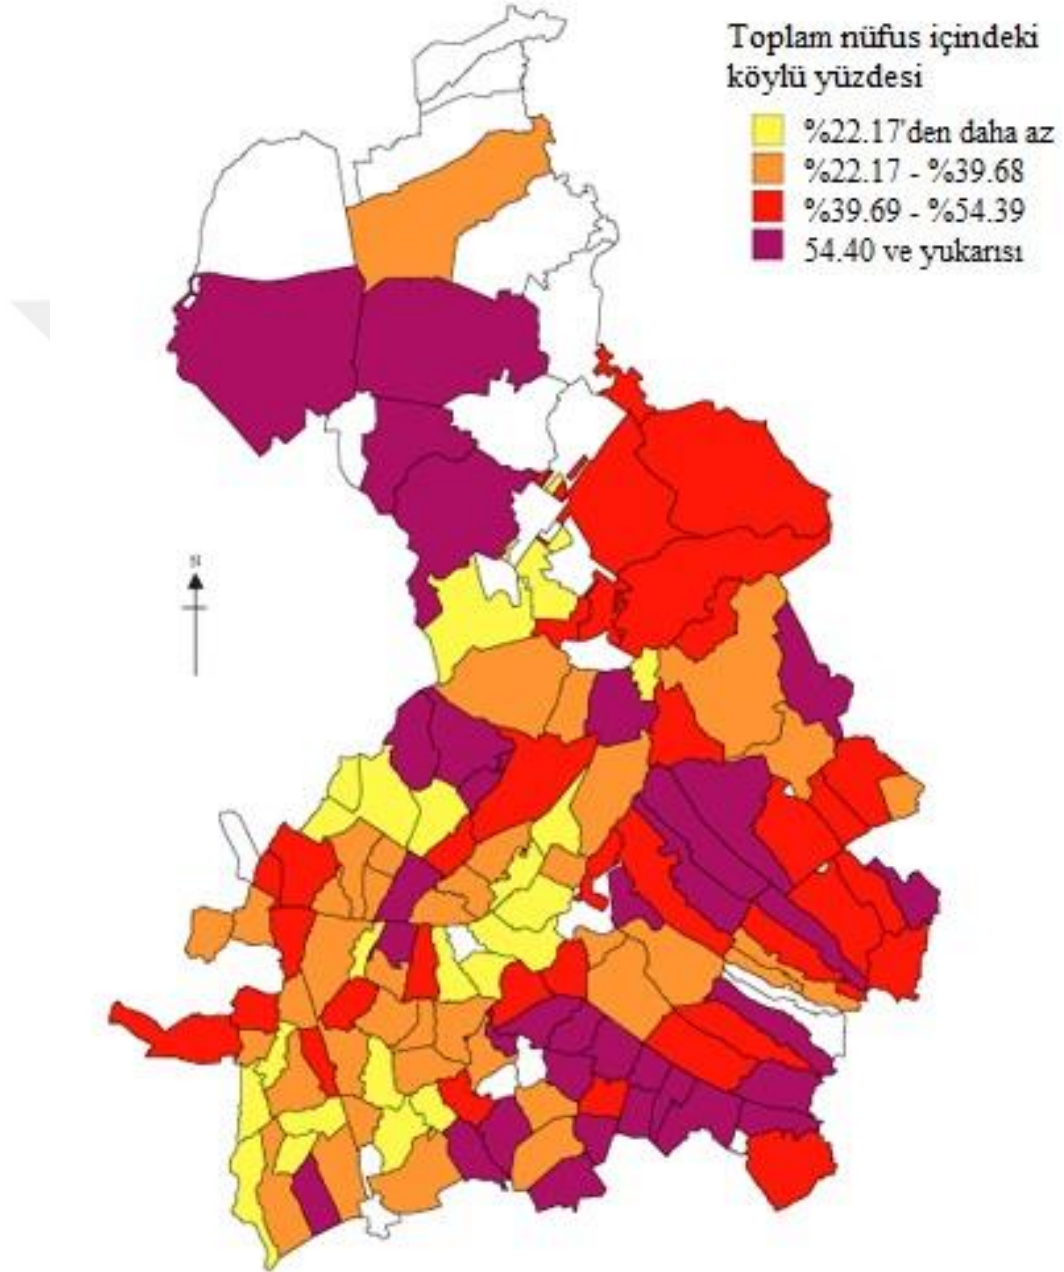 Toplam nüfus içindeki
köylü yüzdesi
%22.17'den daha az
%22.17 - %39.68
%39.69 - %54.39
54.40 ve yukarısı
N